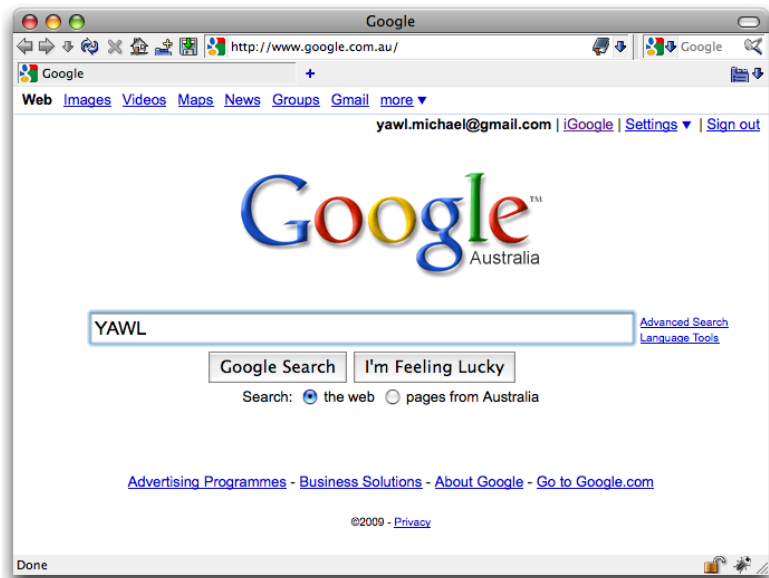 Google
http://www.google.com.au/
Google
Google
+
Web Images Videos Maps News Groups Gmail more ▼
yawl.michael@gmail.com | iGoogle | Settings ▼ | Sign out
Google™
Australia
YAWL
Advanced Search
Language Tools
Google Search I'm Feeling Lucky
Search: the web pages from Australia
Advertising Programmes - Business Solutions - About Google - Go to Google.com
©2009 - Privacy
Done